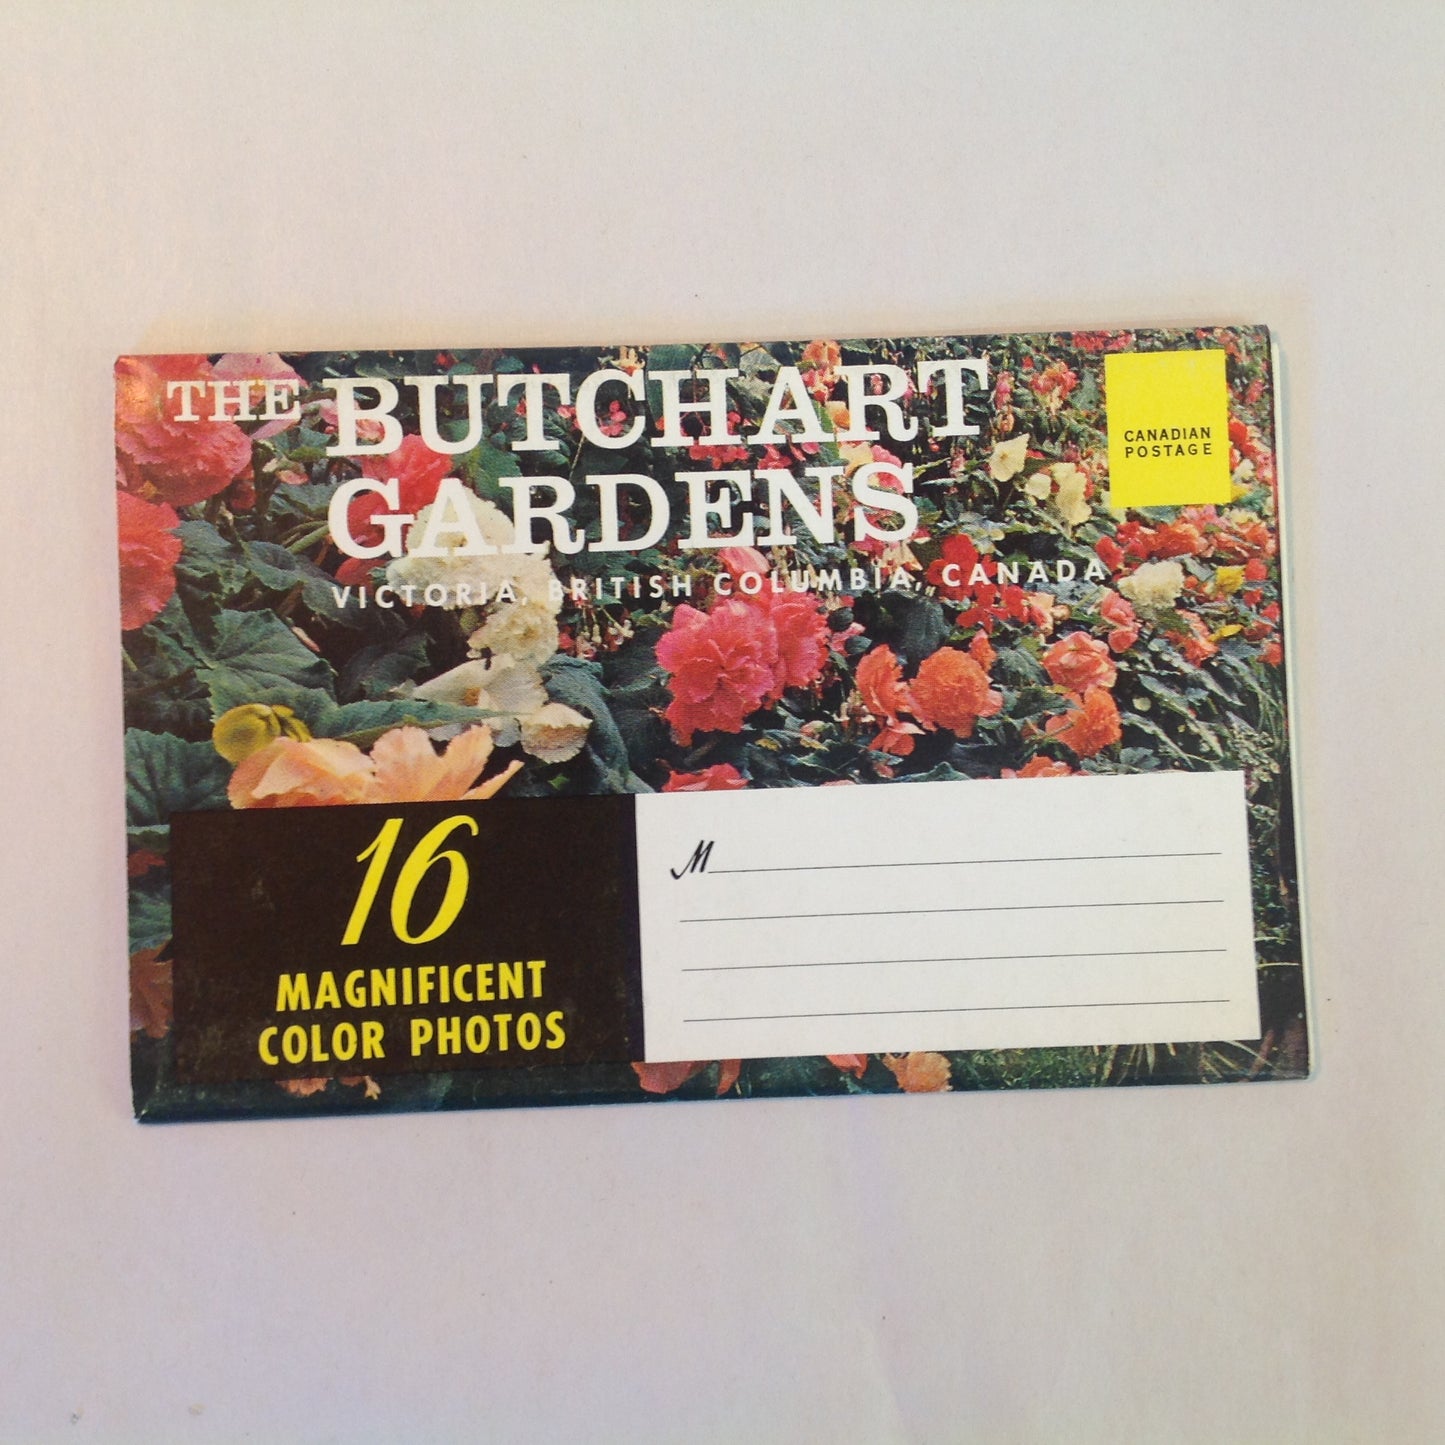 THE BUTCHART
GARDENS
VICTORIA, BRITISH COLUMBIA, CANADA
CANADIAN
POSTAGE
16
MAGNIFICENT
COLOR PHOTOS
M